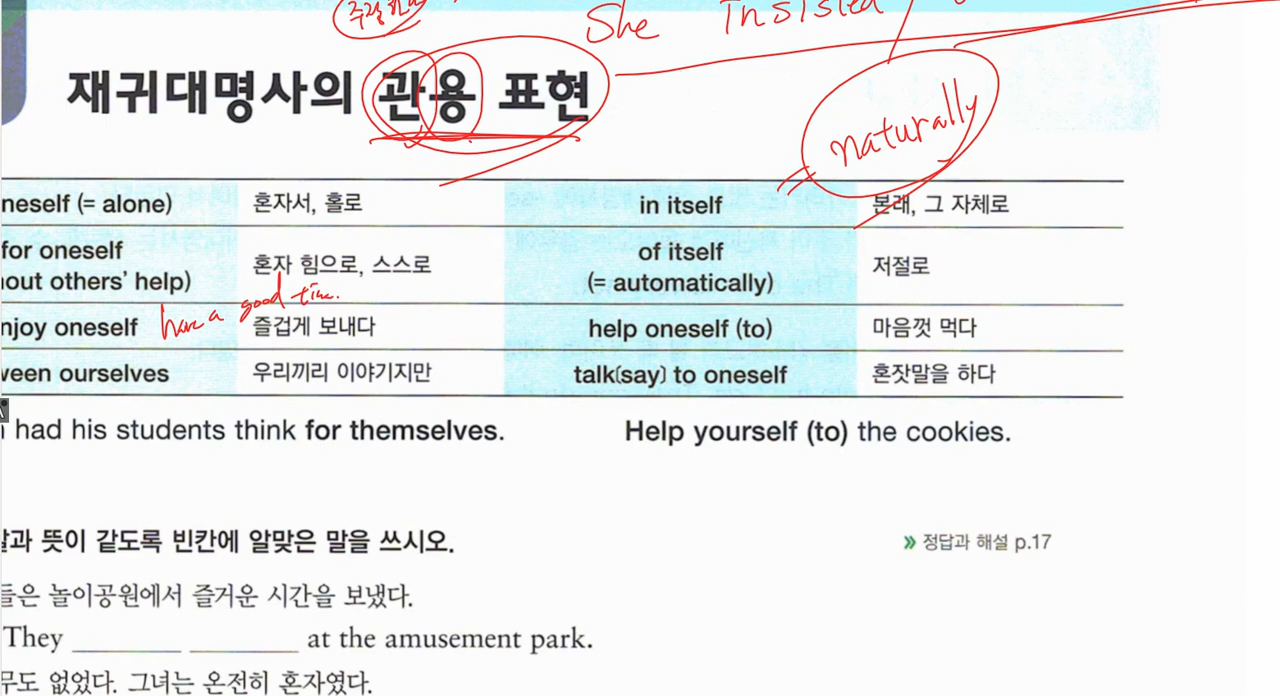 She Insisted
재귀대명사의 관용 표현
naturally
neself (= alone) 혼자서, 홀로 in itself 본래, 그 자체로
for oneself 혼자 힘으로, 스스로 of itself 저절로
out others' help) (= automatically)
have a good time.
njoy oneself 즐겁게 보내다 help oneself (to) 마음껏 먹다
ween ourselves 우리끼리 이야기지만 talk(say) to oneself 혼잣말을 하다
had his students think for themselves. Help yourself (to) the cookies.
과 뜻이 같도록 빈칸에 알맞은 말을 쓰시오. » 정답과 해설 p.17
들은 놀이공원에서 즐거운 시간을 보냈다.
They ______ ______ at the amusement park.
무도 없었다. 그녀는 온전히 혼자였다.